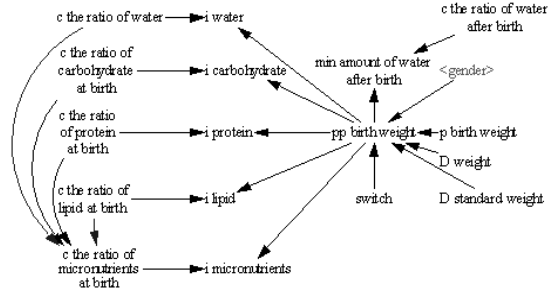 c the ratio of water
i water
c the ratio of water
after birth
c the ratio of
carbohydrate
at birth
i carbohydrate
min amount of water
after birth
<gender>
c the ratio
of protein
at birth
i protein
pp birth weight
p birth weight
D weight
c the ratio of
lipid at birth
i lipid
switch
D standard weight
c the ratio of
micronutrients
at birth
i micronutrients